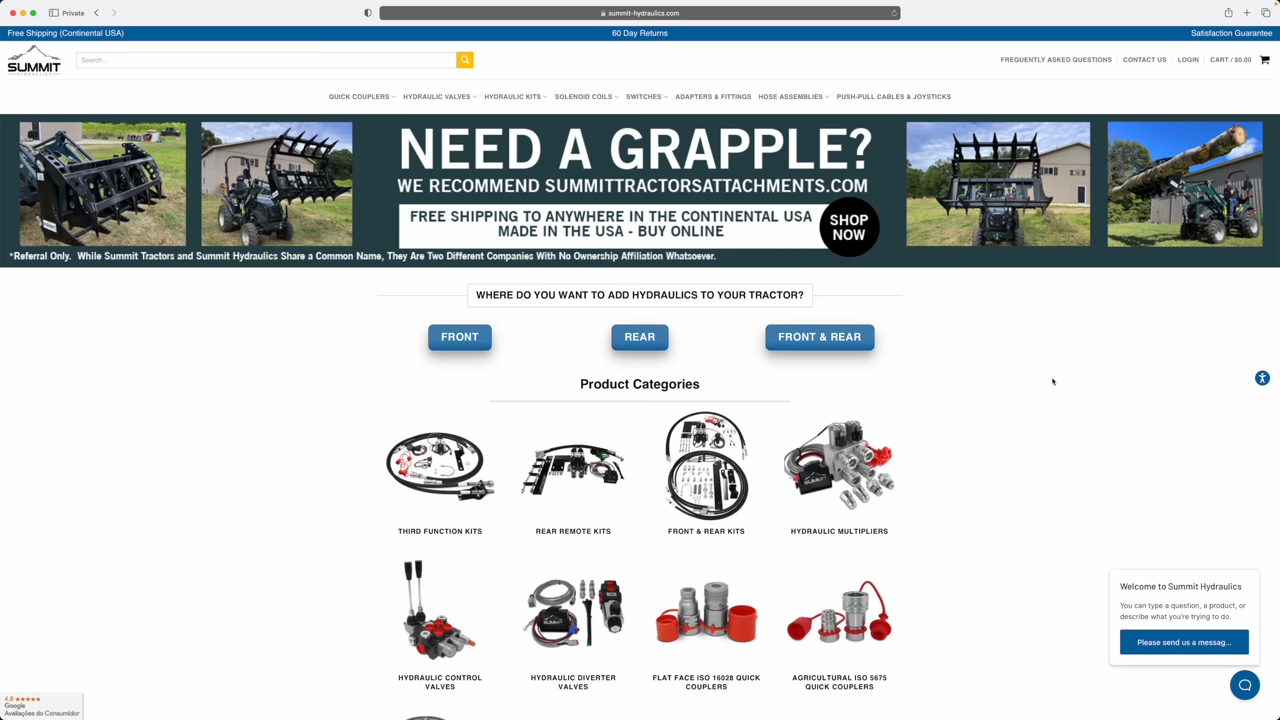 Private
summit-hydraulics.com
Free Shipping (Continental USA)
60 Day Returns
Satisfaction Guarantee
SUMMIT
HYDRAULICS
Search...
FREQUENTLY ASKED QUESTIONS
CONTACT US
LOGIN
CART / $0.00
QUICK COUPLERS
HYDRAULIC VALVES
HYDRAULIC KITS
SOLENOID COILS
SWITCHES
ADAPTERS & FITTINGS
HOSE ASSEMBLIES
PUSH-PULL CABLES & JOYSTICKS
NEED A GRAPPLE?
WE RECOMMEND SUMMITTRACTORSATTACHMENTS.COM
FREE SHIPPING TO ANYWHERE IN THE CONTINENTAL USA
MADE IN THE USA - BUY ONLINE
SHOP
NOW
*Referral Only. While Summit Tractors and Summit Hydraulics Share a Common Name, They Are Two Different Companies With No Ownership Affiliation Whatsoever.
WHERE DO YOU WANT TO ADD HYDRAULICS TO YOUR TRACTOR?
FRONT
REAR
FRONT & REAR
Product Categories
THIRD FUNCTION KITS
REAR REMOTE KITS
FRONT & REAR KITS
SUMMIT
HYDRAULIC MULTIPLIERS
HYDRAULIC CONTROL
VALVES
SUMMIT
HYDRAULIC DIVERTER
VALVES
FLAT FACE ISO 16028 QUICK
COUPLERS
AGRICULTURAL ISO 5675
QUICK COUPLERS
Welcome to Summit Hydraulics
You can type a question, a product, or
describe what you're trying to do.
Please send us a messag...
4.8
Google
Avaliações do Consumidor